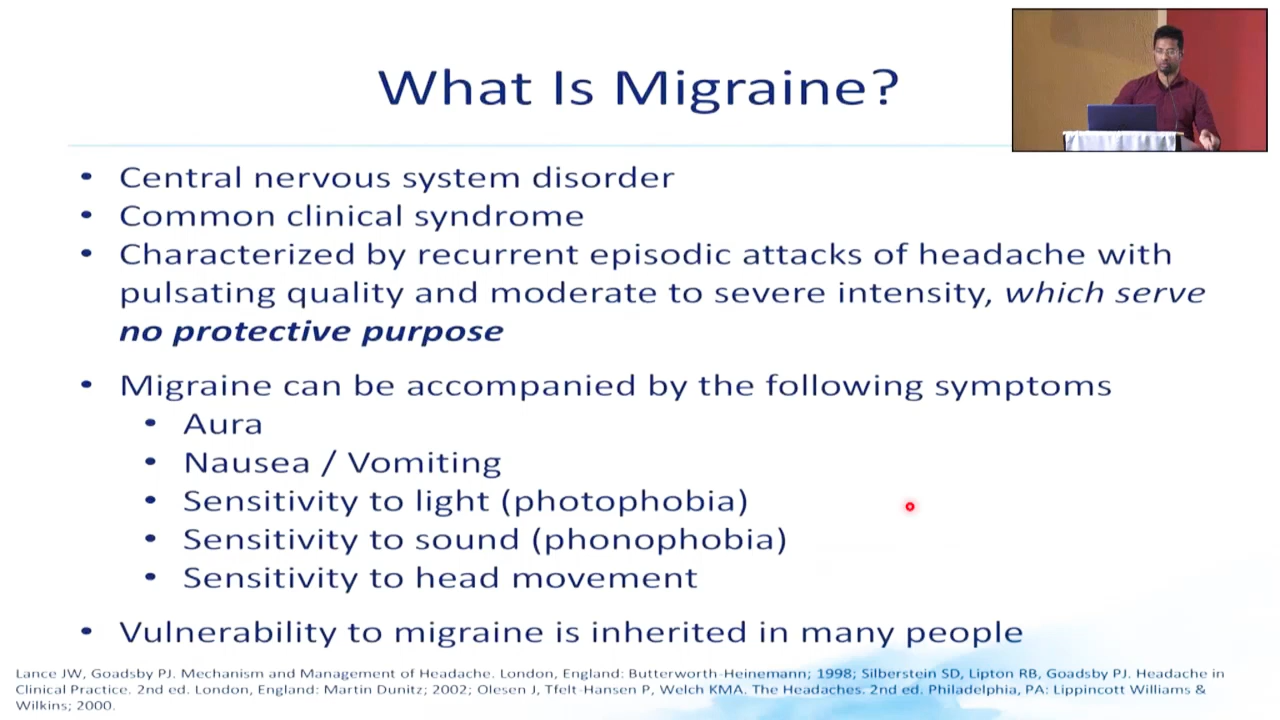 What Is Migraine?
• Central nervous system disorder
• Common clinical syndrome
• Characterized by recurrent episodic attacks of headache with
pulsating quality and moderate to severe intensity, which serve
no protective purpose
• Migraine can be accompanied by the following symptoms
• Aura
• Nausea / Vomiting
• Sensitivity to light (photophobia)
• Sensitivity to sound (phonophobia)
• Sensitivity to head movement
• Vulnerability to migraine is inherited in many people
Lance JW, Goadsby PJ. Mechanism and Management of Headache. London, England: Butterworth-Heinemann; 1998; Silberstein SD, Lipton RB, Goadsby PJ. Headache in
Clinical Practice. 2nd ed. London, England: Martin Dunitz; 2002; Olesen J, Tfelt-Hansen P, Welch KMA. The Headaches. 2nd ed. Philadelphia, PA: Lippincott Williams &
Wilkins; 2000.